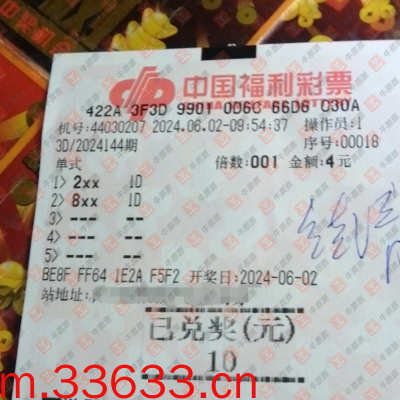 中国福利彩票
422A 3F3D 9901 0D6C 66D6 C30A
机号:44030207 2024.06.02-09:54:37 操作员:1
3D/2024144期 序号:00018
单式 倍数:001 金额:4元
1> 2xx 1D
2> 8xx 1D
3> --- ---
4> --- ---
5> --- ---
BE8F FF64 1E2A F5F2 开奖日:2024-06-02
站地址:
已兑奖(元)
10
m.33633.cn